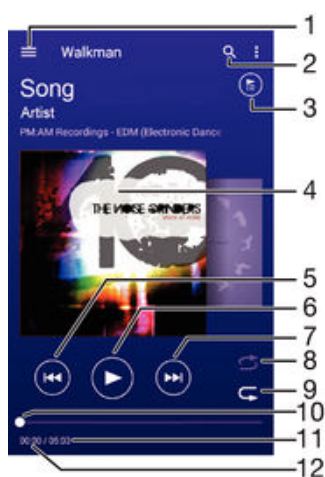 1
Walkman
2
Song
3
Artist
PM:AM Recordings - EDM (Electronic Dance
4
10
THE NOISE GRINDERS
5
6
7
8
9
10
00:00 / 05:03
11
12